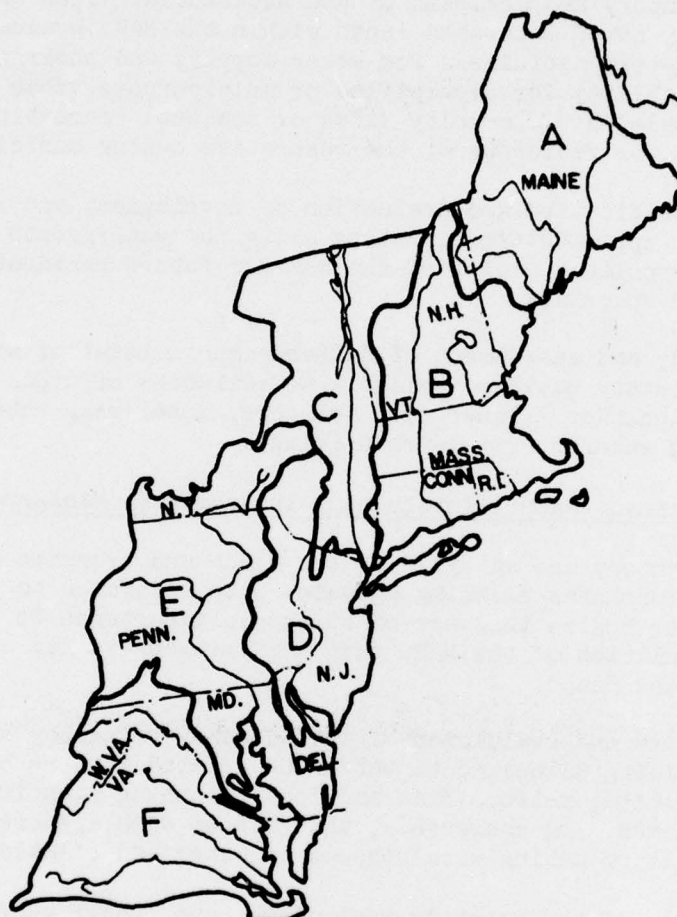 A
MAINE
N.H.
B
C
VT.
MASS.
CONN.
R.I.
N.Y.
E
PENN.
D
N.J.
MD.
DEL.
W. VA.
VA.
F